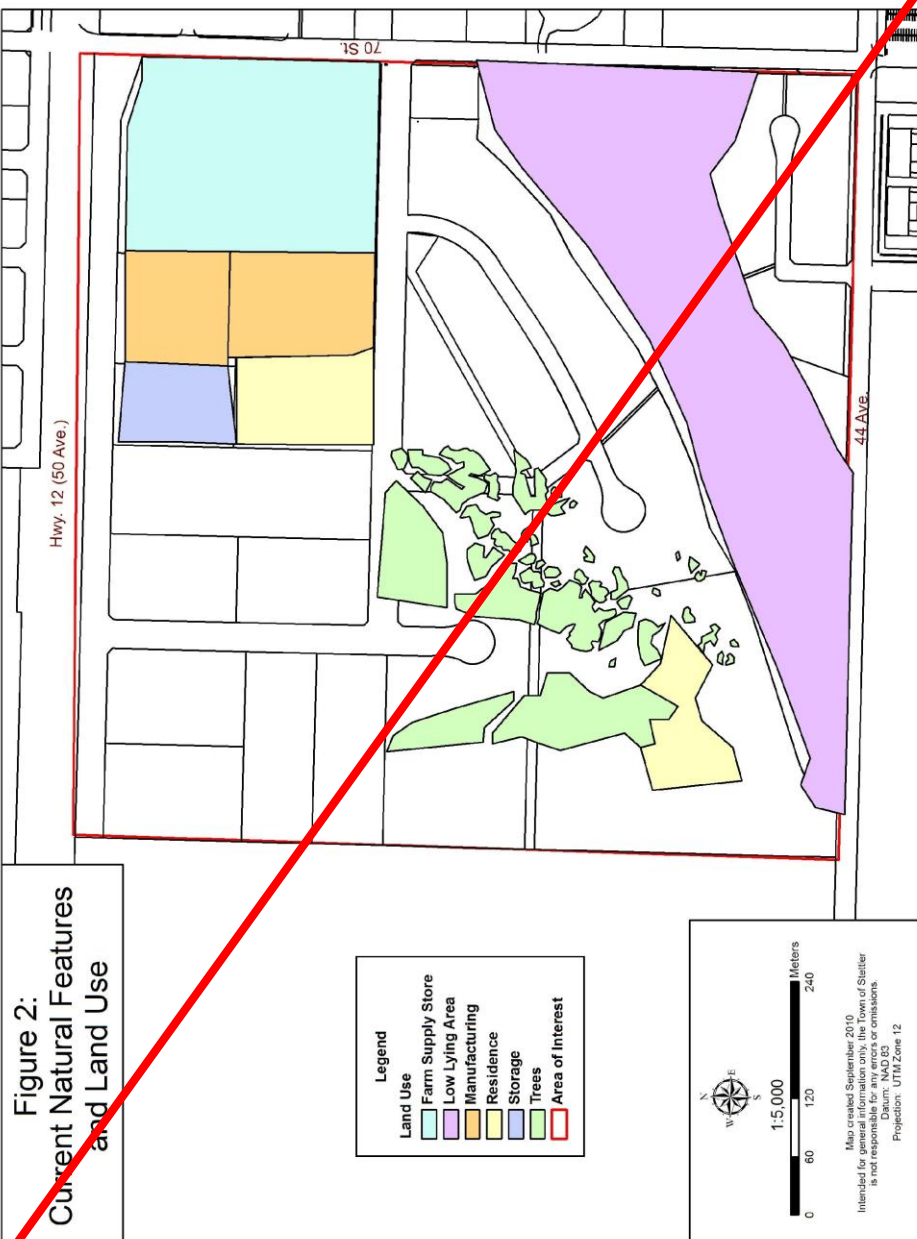 Figure 2:
Current Natural Features
and Land Use
Hwy. 12 (50 Ave.)
70 St.
44 Ave.
Legend
Land Use
Farm Supply Store
Low Lying Area
Manufacturing
Residence
Storage
Trees
Area of Interest
N
W E
S
1:5,000
0 60 120 240 Meters
Map created September 2010
Intended for general information only, the Town of Stettler
is not responsible for any errors or omissions.
Datum: NAD 83
Projection: UTM Zone 12